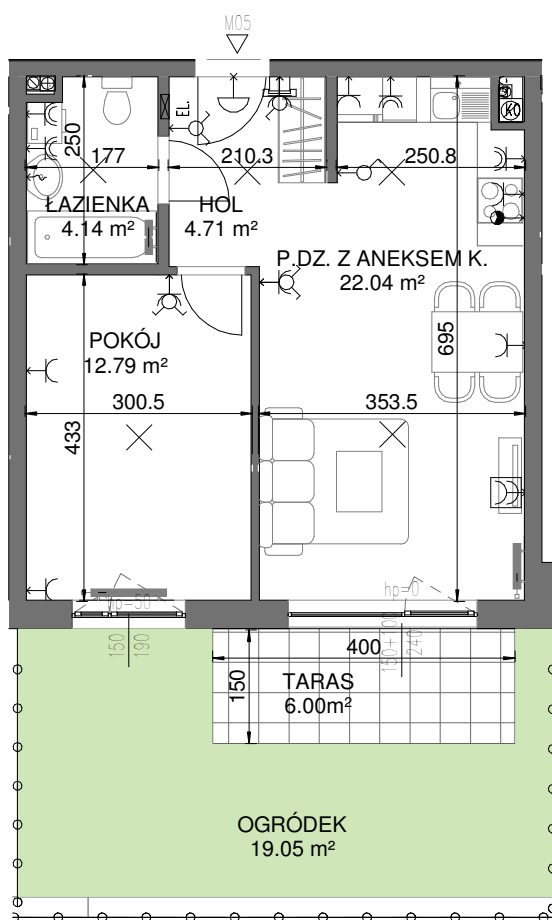 M05
EL.
250
177
210.3
250.8
K0
ŁAZIENKA
4.14 m²
HOL
4.71 m²
P.DZ. Z ANEKSEM K.
22.04 m²
POKÓJ
12.79 m²
695
300.5
353.5
433
hp=50
hp=0
150
190
150+100
240
400
150
TARAS
6.00m²
OGRÓDEK
19.05 m²